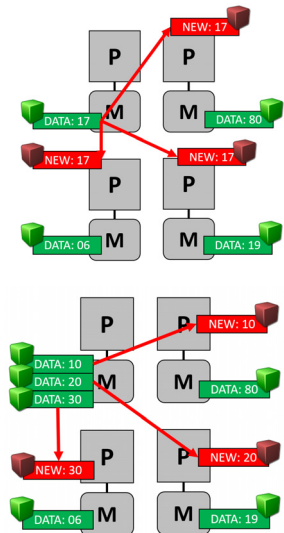 NEW: 17
P
P
DATA: 17
M
DATA: 80
NEW: 17
NEW: 17
P
P
DATA: 06
M
DATA: 19
P
P
NEW: 10
DATA: 10
DATA: 20
DATA: 30
M
M
DATA: 80
P
P
NEW: 20
NEW: 30
DATA: 06
M
M
DATA: 19